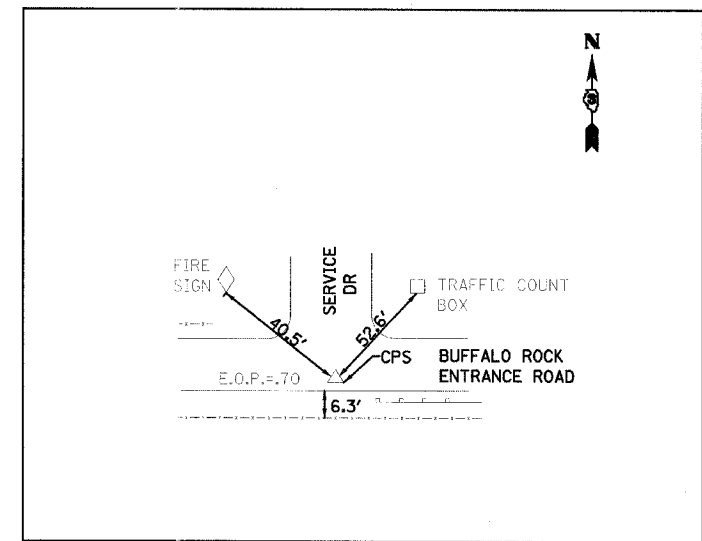 N
FIRE
SIGN
SERVICE
DR
TRAFFIC COUNT
BOX
40.5'
52.6'
CPS
BUFFALO ROCK
ENTRANCE ROAD
E.O.P.=.70
6.3'